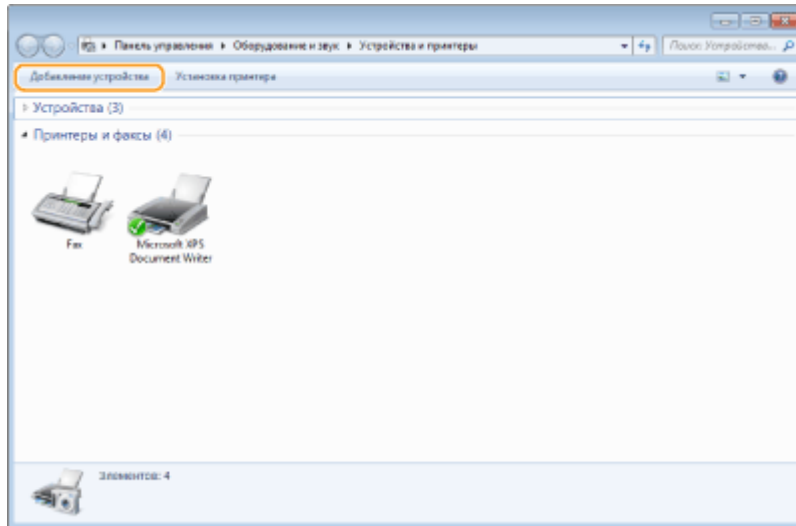 Панель управления Оборудование и звук Устройства и принтеры Поиск: Устройства...
Добавление устройства Установка принтера
Устройства (3)
Принтеры и факсы (4)
Fax
Microsoft XPS
Document Writer
Элементов: 4